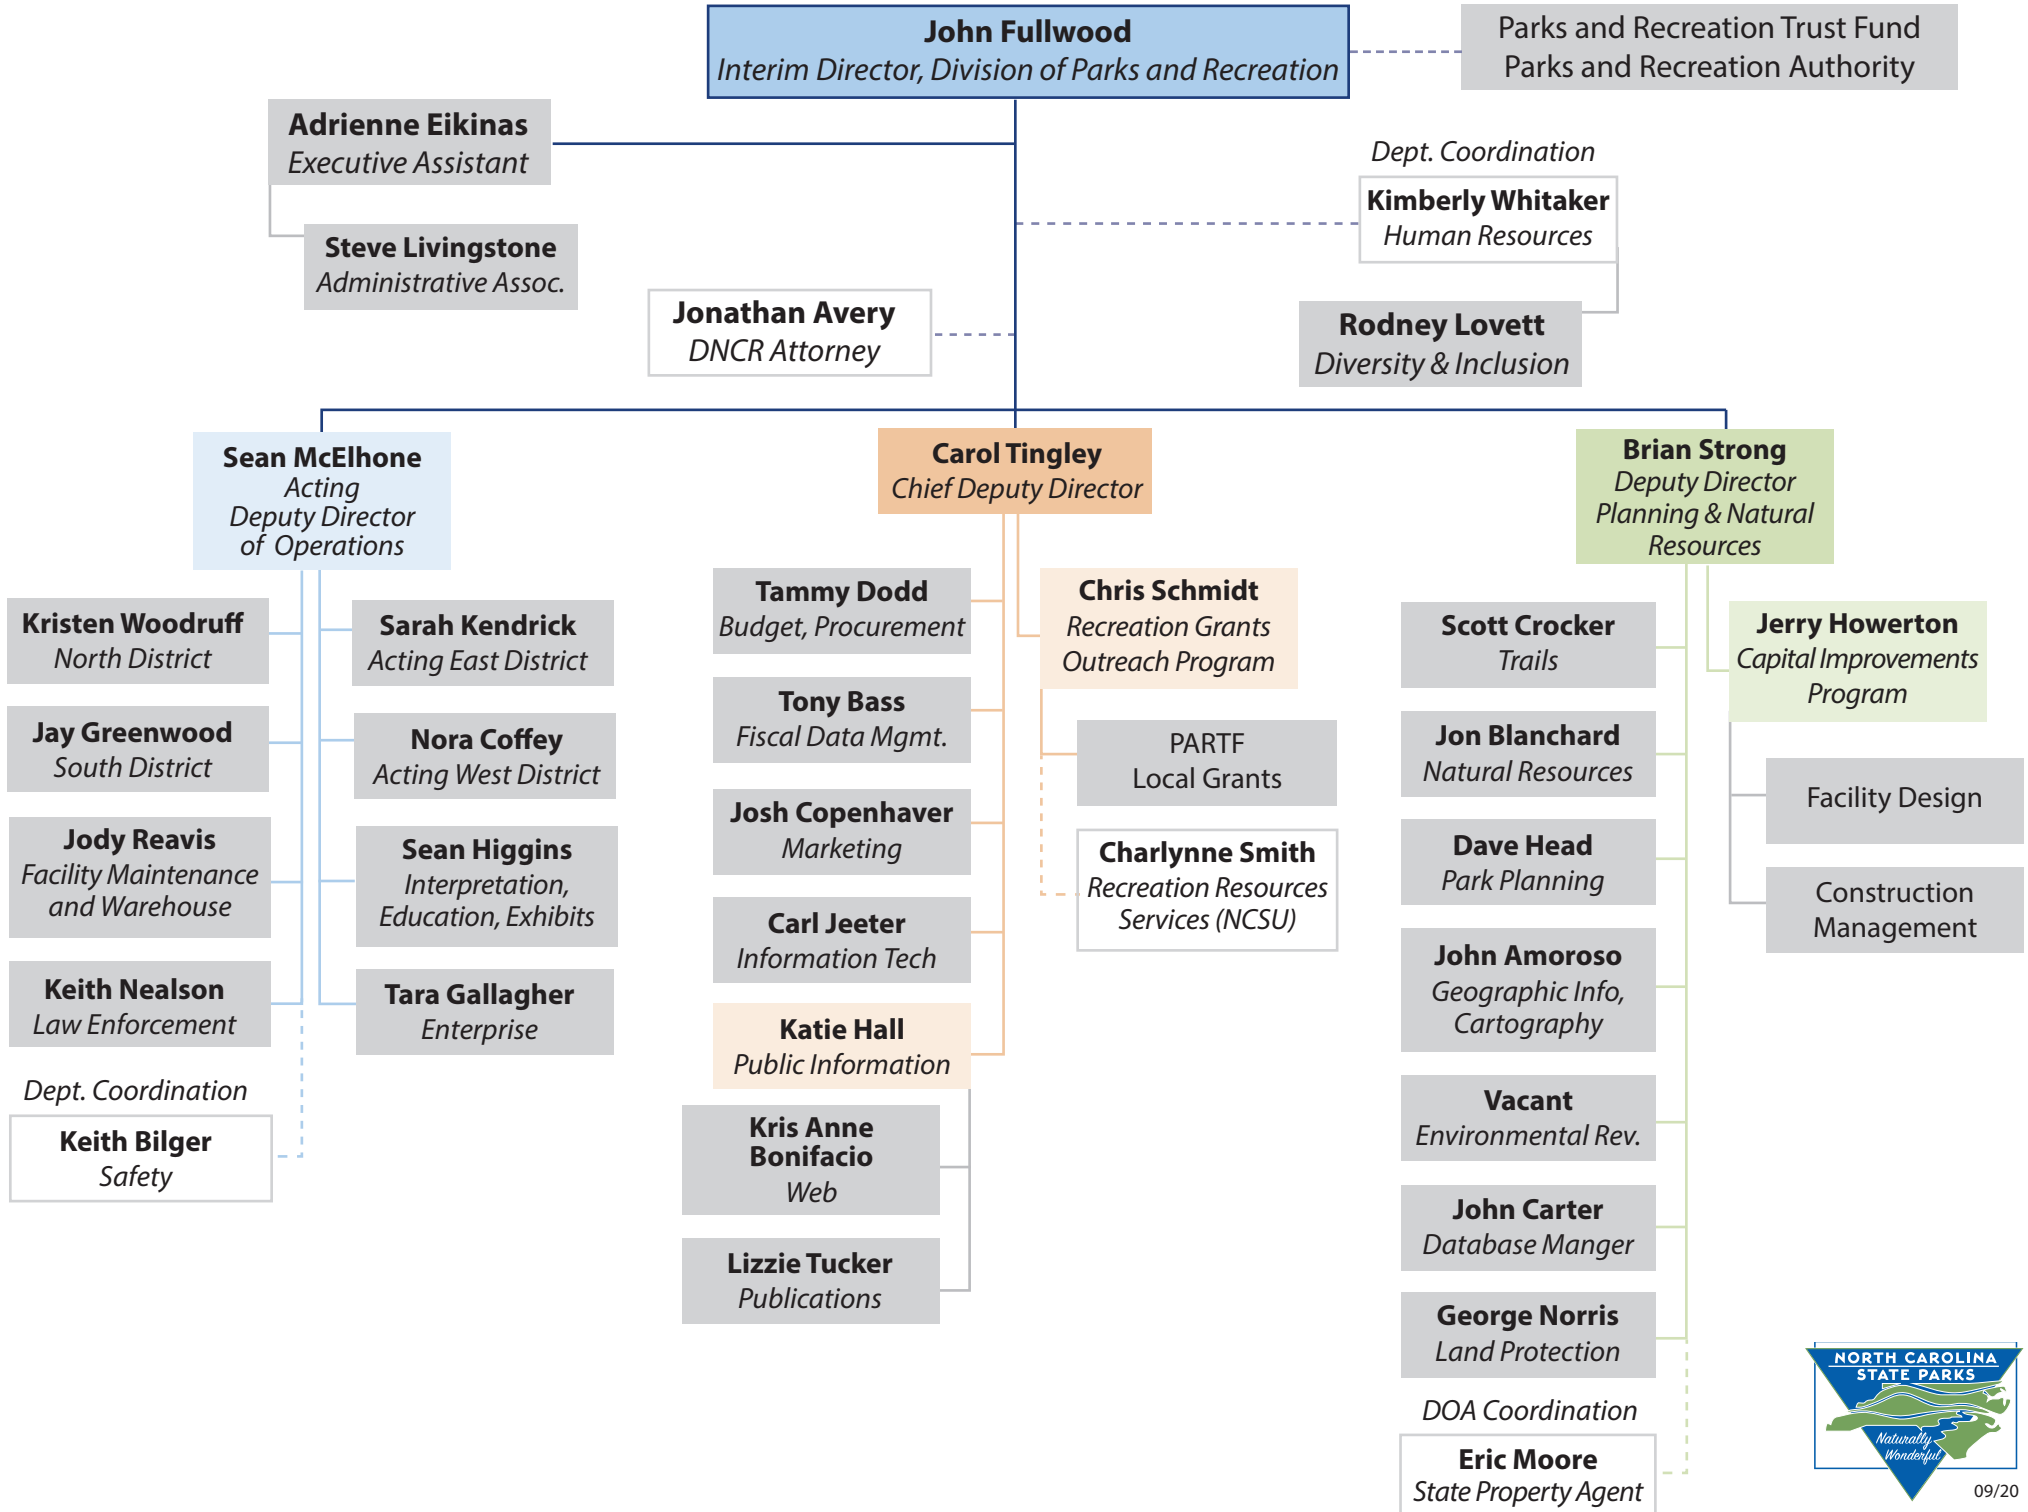 John Fullwood
Interim Director, Division of Parks and Recreation
Parks and Recreation Trust Fund
Parks and Recreation Authority
Adrienne Eikinas
Executive Assistant
Steve Livingstone
Administrative Assoc.
Dept. Coordination
Kimberly Whitaker
Human Resources
Rodney Lovett
Diversity & Inclusion
Jonathan Avery
DNCR Attorney
Sean McElhone
Acting
Deputy Director
of Operations
Kristen Woodruff
North District
Jay Greenwood
South District
Jody Reavis
Facility Maintenance
and Warehouse
Keith Nealson
Law Enforcement
Dept. Coordination
Keith Bilger
Safety
Sarah Kendrick
Acting East District
Nora Coffey
Acting West District
Sean Higgins
Interpretation,
Education, Exhibits
Tara Gallagher
Enterprise
Carol Tingley
Chief Deputy Director
Tammy Dodd
Budget, Procurement
Tony Bass
Fiscal Data Mgmt.
Josh Copenhaver
Marketing
Carl Jeeter
Information Tech
Katie Hall
Public Information
Kris Anne
Bonifacio
Web
Lizzie Tucker
Publications
Chris Schmidt
Recreation Grants
Outreach Program
PARTF
Local Grants
Charlynne Smith
Recreation Resources
Services (NCSU)
Brian Strong
Deputy Director
Planning & Natural
Resources
Scott Crocker
Trails
Jon Blanchard
Natural Resources
Dave Head
Park Planning
John Amoroso
Geographic Info,
Cartography
Vacant
Environmental Rev.
John Carter
Database Manger
George Norris
Land Protection
DOA Coordination
Eric Moore
State Property Agent
Jerry Howerton
Capital Improvements
Program
Facility Design
Construction
Management
NORTH CAROLINA
STATE PARKS
Naturally
Wonderful
09/20